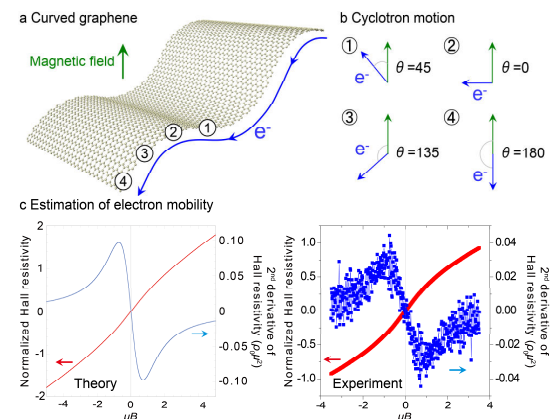 a Curved graphene
b Cyclotron motion
Magnetic field
e-
① ② ③ ④
① e- θ=45
② e- θ=0
③ e- θ=135
④ e- θ=180
c Estimation of electron mobility
Normalized Hall resistivity
2
1
0
-1
-2
-4 -2 0 2 4
μB
0.10
0.05
0
-0.05
-0.10
2nd derivative of
Hall resistivity (ρ0μ2)
Theory
Normalized Hall resistivity
1.0
0.5
0.0
-0.5
-1.0
-4 -2 0 2 4
μB
0.04
0.02
0.00
-0.02
-0.04
2nd derivative of
Hall resistivity (ρ0μ2)
Experiment